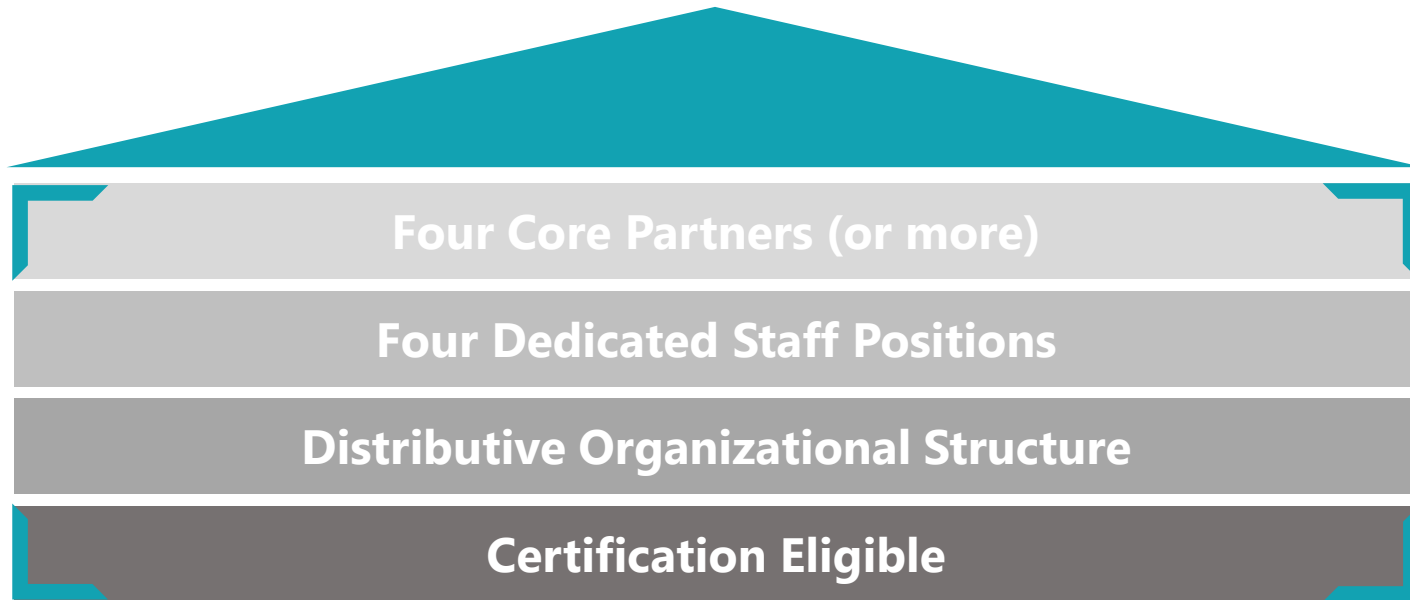 Four Core Partners (or more)
Four Dedicated Staff Positions
Distributive Organizational Structure
Certification Eligible